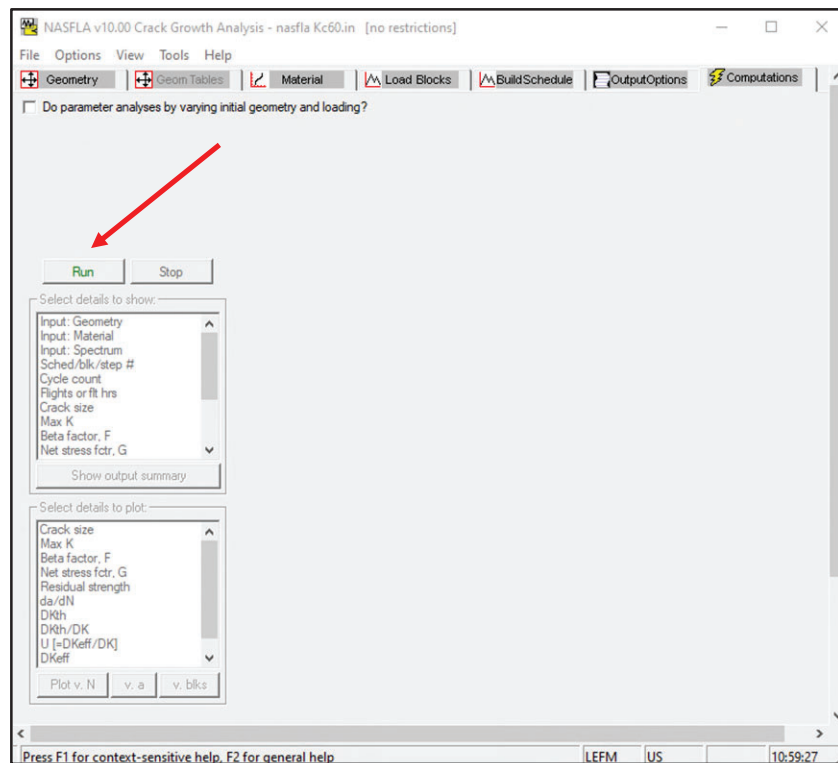 NASFLA v10.00 Crack Growth Analysis - nasfla Kc60.in [no restrictions]
File Options View Tools Help
Geometry Geom Tables Material Load Blocks BuildSchedule OutputOptions Computations
Do parameter analyses by varying initial geometry and loading?
Run Stop
Select details to show:
Input: Geometry
Input: Material
Input: Spectrum
Sched/blk/step #
Cycle count
Flights or flt hrs
Crack size
Max K
Beta factor, F
Net stress fctr, G
Show output summary
Select details to plot:
Crack size
Max K
Beta factor, F
Net stress fctr, G
Residual strength
da/dN
DKth
DKth/DK
U [=DKeff/DK]
DKeff
Plot v. N v. a v. blks
Press F1 for context-sensitive help, F2 for general help LEFM US 10:59:27